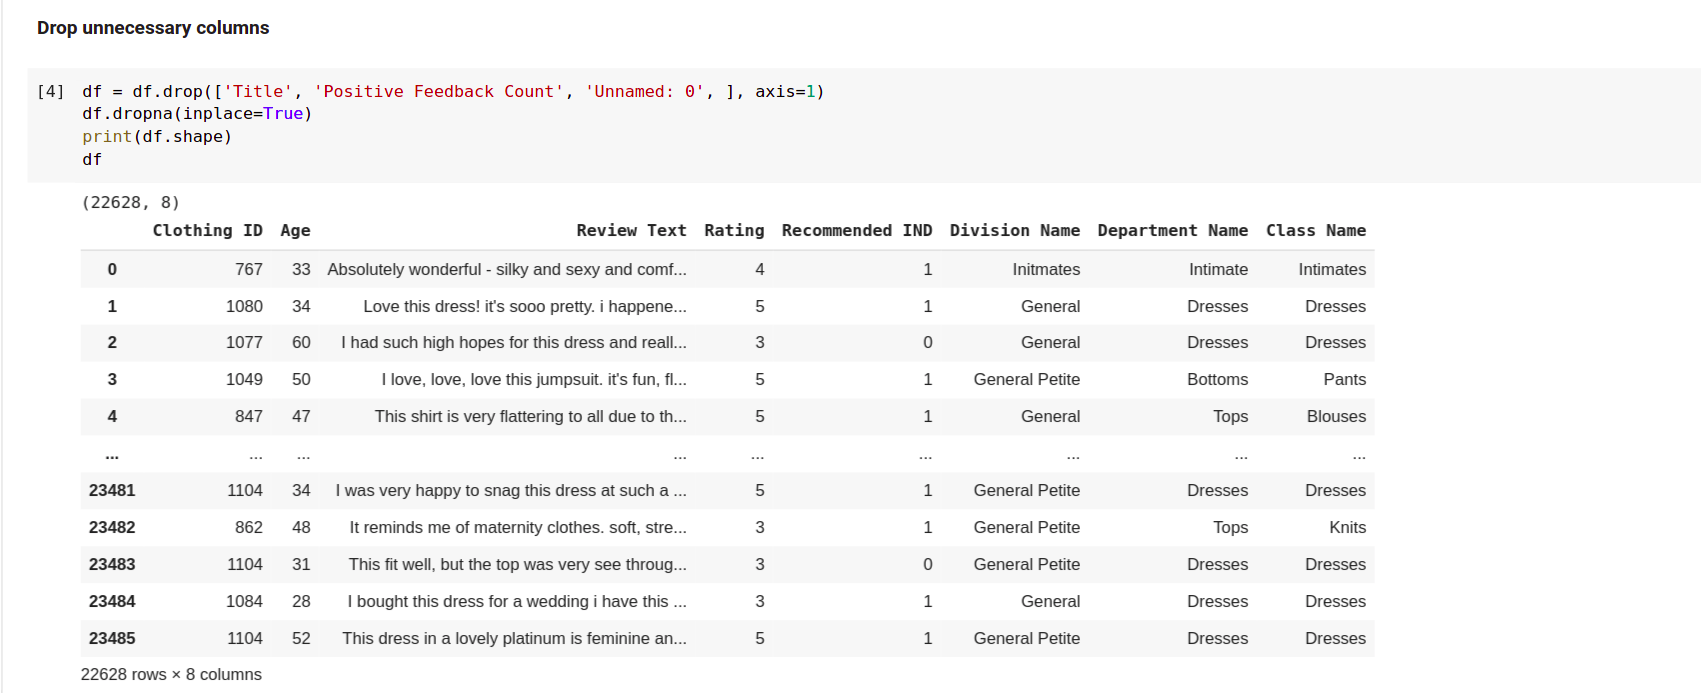 Drop unnecessary columns
[4] df = df.drop(['Title', 'Positive Feedback Count', 'Unnamed: 0', ], axis=1)
df.dropna(inplace=True)
print(df.shape)
df
(22628, 8)
Clothing ID Age Review Text Rating Recommended IND Division Name Department Name Class Name
0 767 33 Absolutely wonderful - silky and sexy and comf... 4 1 Initmates Intimate Intimates
1 1080 34 Love this dress! it's sooo pretty. i happene... 5 1 General Dresses Dresses
2 1077 60 I had such high hopes for this dress and reall... 3 0 General Dresses Dresses
3 1049 50 I love, love, love this jumpsuit. it's fun, fl... 5 1 General Petite Bottoms Pants
4 847 47 This shirt is very flattering to all due to th... 5 1 General Tops Blouses
... ... ... ... ... ... ... ... ...
23481 1104 34 I was very happy to snag this dress at such a ... 5 1 General Petite Dresses Dresses
23482 862 48 It reminds me of maternity clothes. soft, stre... 3 1 General Petite Tops Knits
23483 1104 31 This fit well, but the top was very see throug... 3 0 General Petite Dresses Dresses
23484 1084 28 I bought this dress for a wedding i have this ... 3 1 General Dresses Dresses
23485 1104 52 This dress in a lovely platinum is feminine an... 5 1 General Petite Dresses Dresses
22628 rows × 8 columns